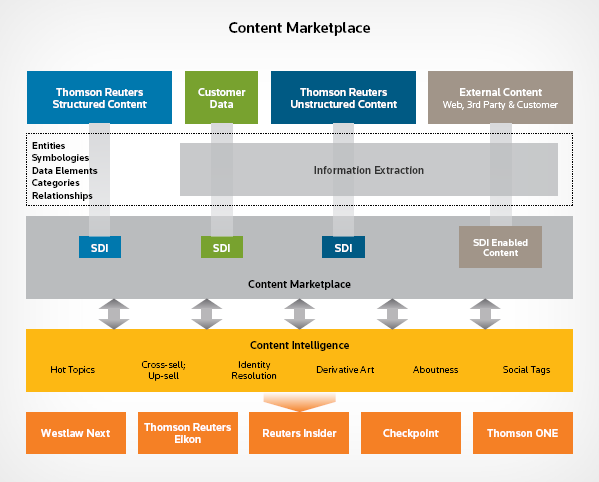 Content Marketplace
Thomson Reuters
Structured Content
Customer
Data
Thomson Reuters
Unstructured Content
External Content
Web, 3rd Party & Customer
Entities
Symbologies
Data Elements
Categories
Relationships
Information Extraction
SDI
SDI
SDI
SDI Enabled
Content
Content Marketplace
Content Intelligence
Hot Topics
Cross-sell;
Up-sell
Identity
Resolution
Derivative Art
Aboutness
Social Tags
Westlaw Next
Thomson Reuters
Eikon
Reuters Insider
Checkpoint
Thomson ONE